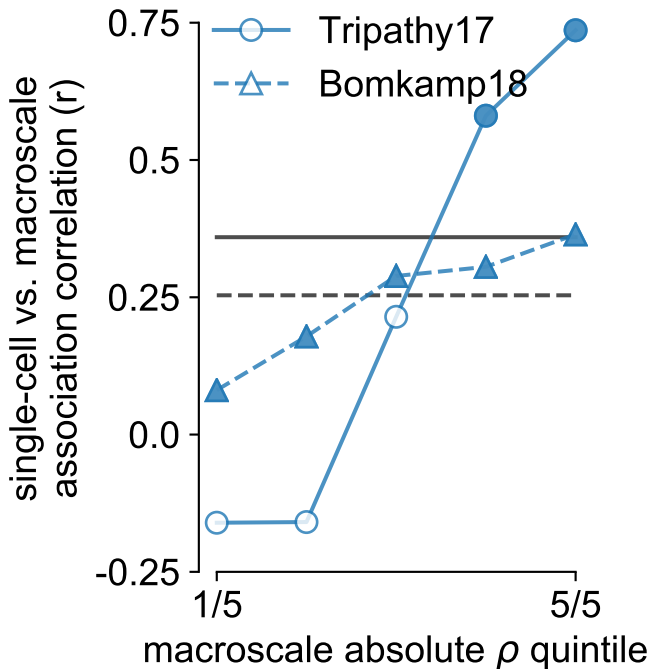 single-cell vs. macroscale
association correlation (r)
0.75
0.5
0.25
0.0
-0.25
Tripathy17
Bomkamp18
1/5
5/5
macroscale absolute ρ quintile